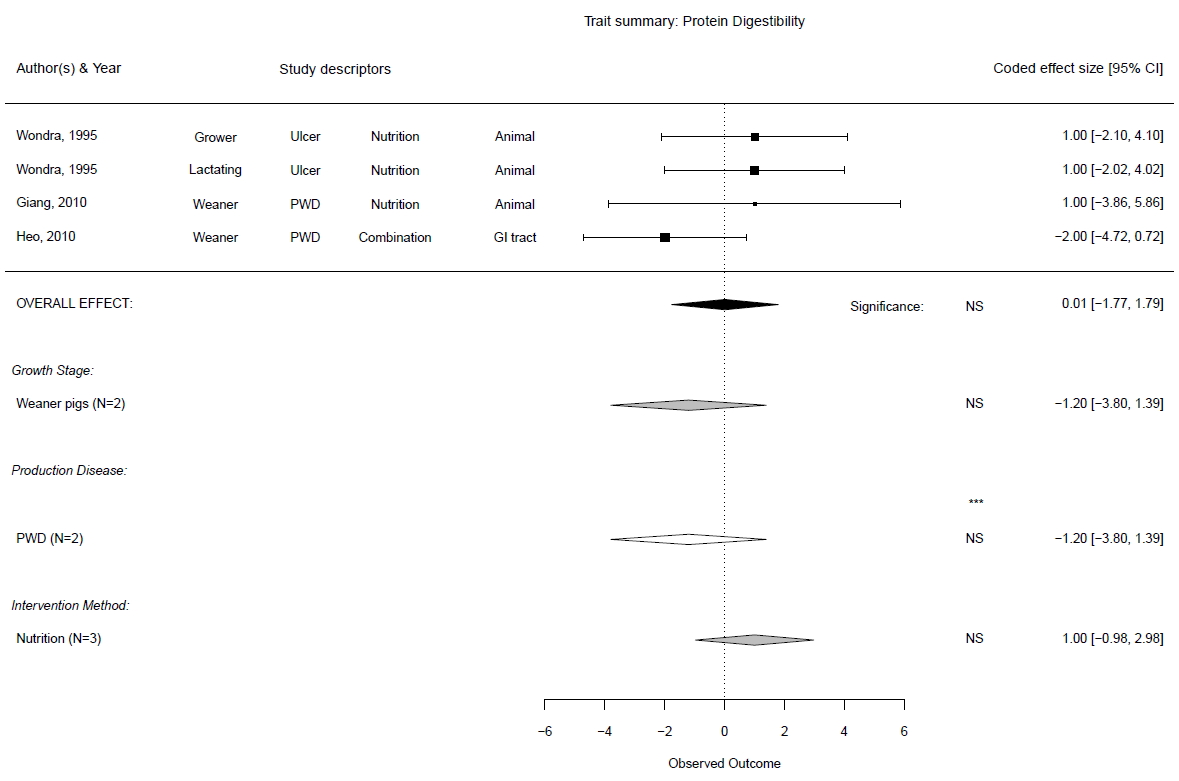 Trait summary: Protein Digestibility
Author(s) & Year Study descriptors Coded effect size [95% CI]
Wondra, 1995 Grower Ulcer Nutrition Animal 1.00 [−2.10, 4.10]
Wondra, 1995 Lactating Ulcer Nutrition Animal 1.00 [−2.02, 4.02]
Giang, 2010 Weaner PWD Nutrition Animal 1.00 [−3.86, 5.86]
Heo, 2010 Weaner PWD Combination GI tract −2.00 [−4.72, 0.72]
OVERALL EFFECT: Significance: NS 0.01 [−1.77, 1.79]
Growth Stage:
Weaner pigs (N=2) NS −1.20 [−3.80, 1.39]
Production Disease:
***
PWD (N=2) NS −1.20 [−3.80, 1.39]
Intervention Method:
Nutrition (N=3) NS 1.00 [−0.98, 2.98]
−6 −4 −2 0 2 4 6
Observed Outcome